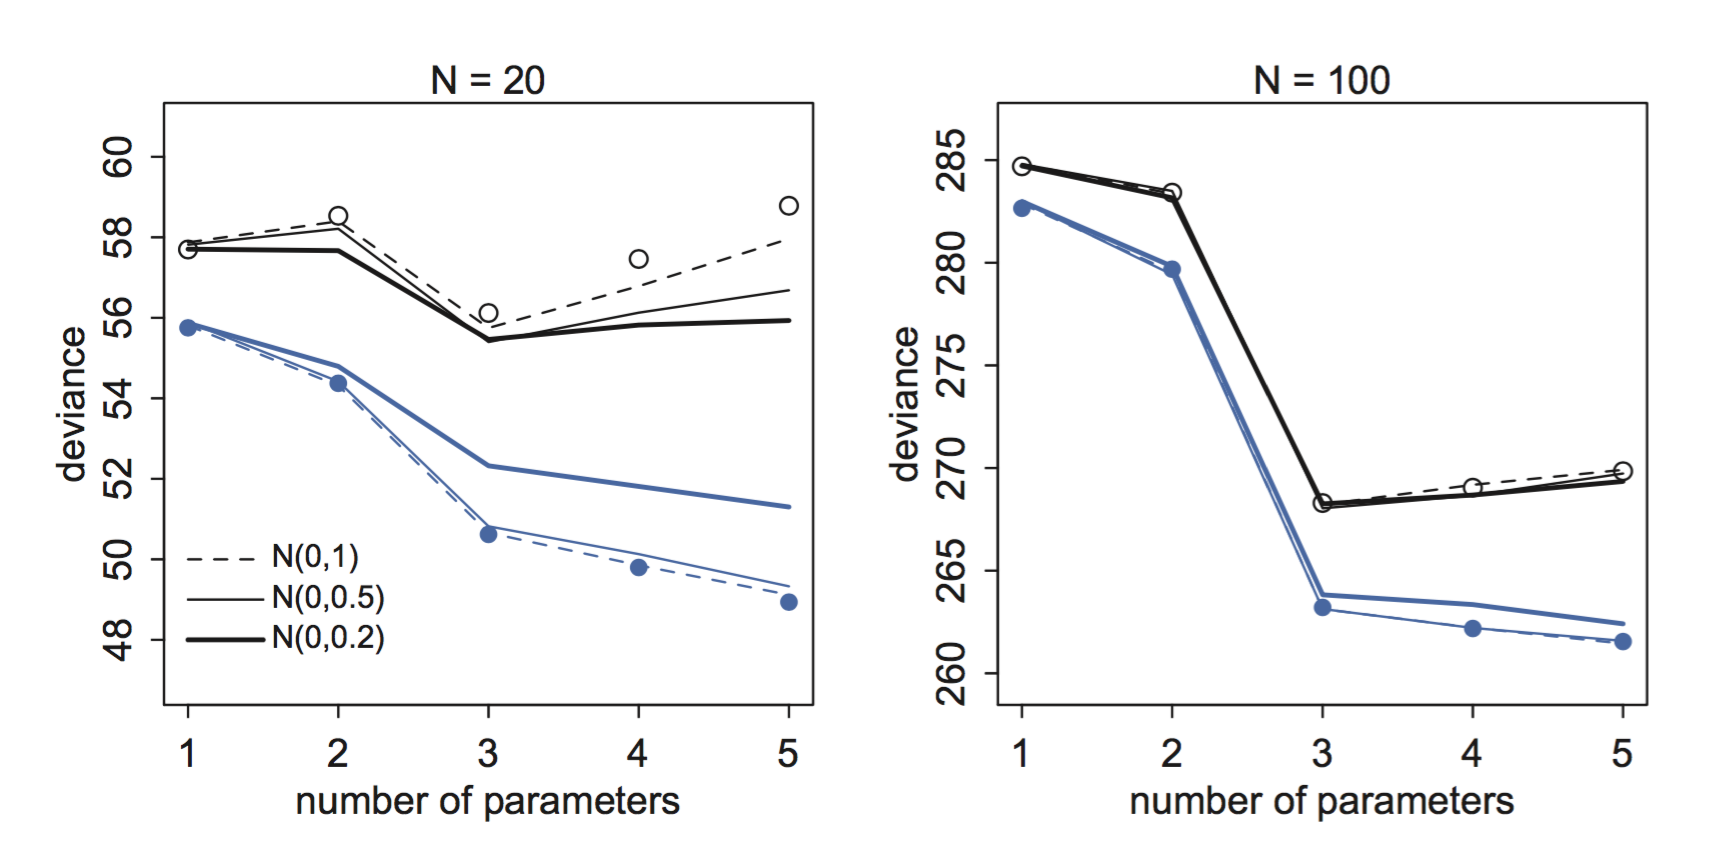 N = 20
deviance
60
58
56
54
52
50
48
N(0,1)
N(0,0.5)
N(0,0.2)
1 2 3 4 5
number of parameters
N = 100
deviance
285
280
275
270
265
260
1 2 3 4 5
number of parameters